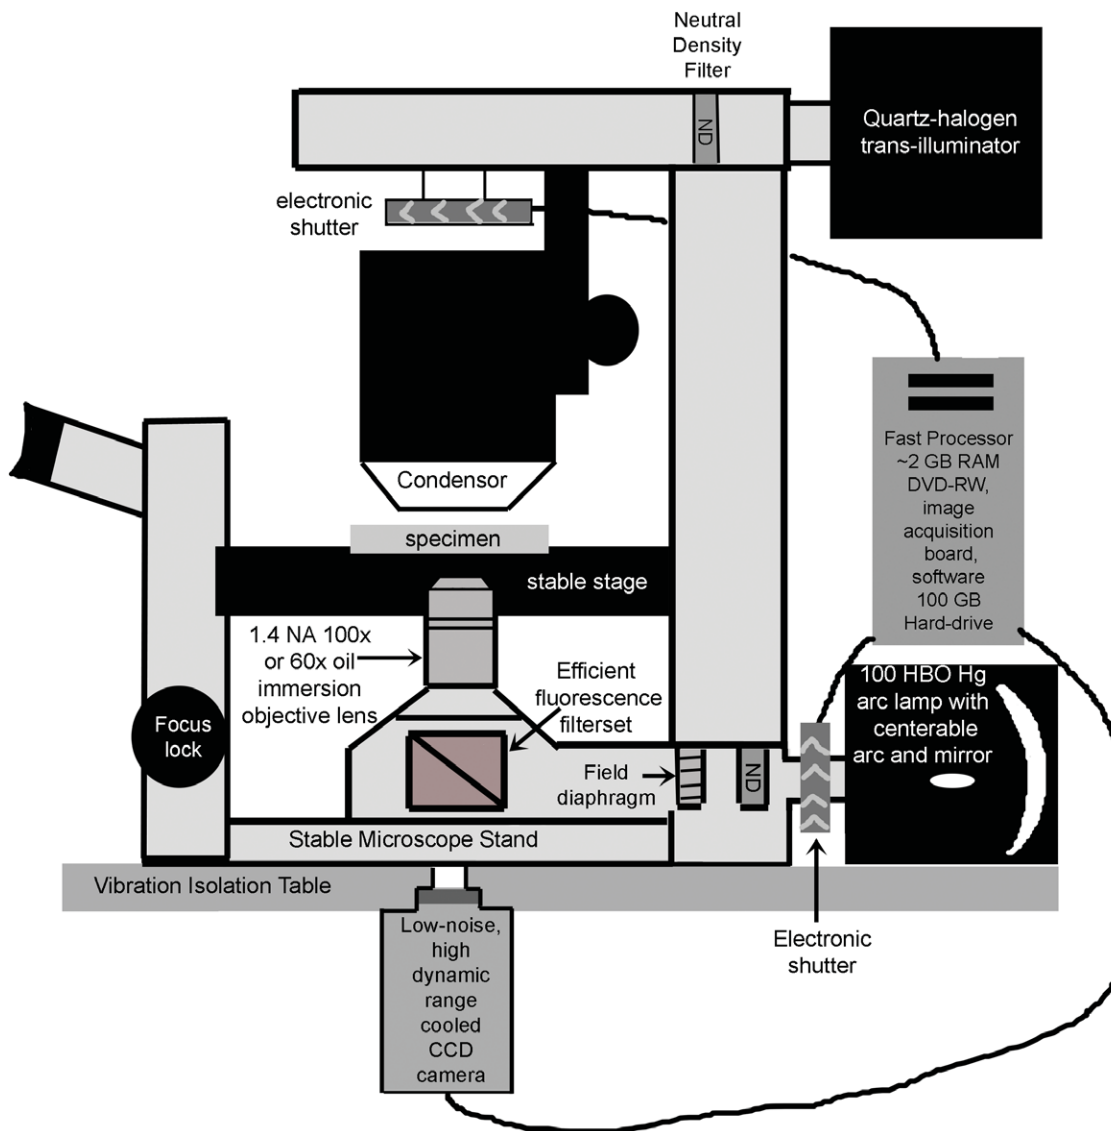 Neutral
Density
Filter
ND
Quartz-halogen
trans-illuminator
electronic
shutter
Condensor
specimen
stable stage
Fast Processor
~2 GB RAM
DVD-RW,
image
acquisition
board,
software
100 GB
Hard-drive
1.4 NA 100x
or 60x oil
immersion
objective lens
Efficient
fluorescence
filterset
Focus
lock
Field
diaphragm
ND
100 HBO Hg
arc lamp with
centerable
arc and mirror
Stable Microscope Stand
Vibration Isolation Table
Low-noise,
high
dynamic
range
cooled
CCD
camera
Electronic
shutter